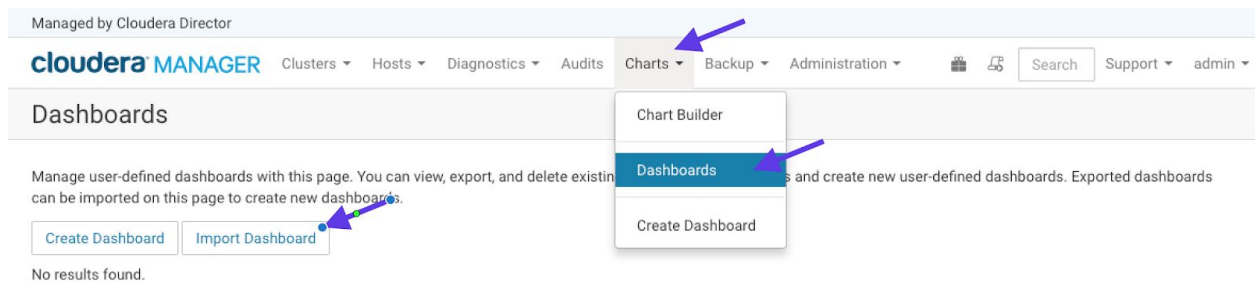 Managed by Cloudera Director
cloudera MANAGER Clusters Hosts Diagnostics Audits Charts Backup Administration Search Support admin
Dashboards
Chart Builder
Dashboards
Create Dashboard
Manage user-defined dashboards with this page. You can view, export, and delete existin s and create new user-defined dashboards. Exported dashboards
can be imported on this page to create new dashboards.
Create Dashboard Import Dashboard
No results found.